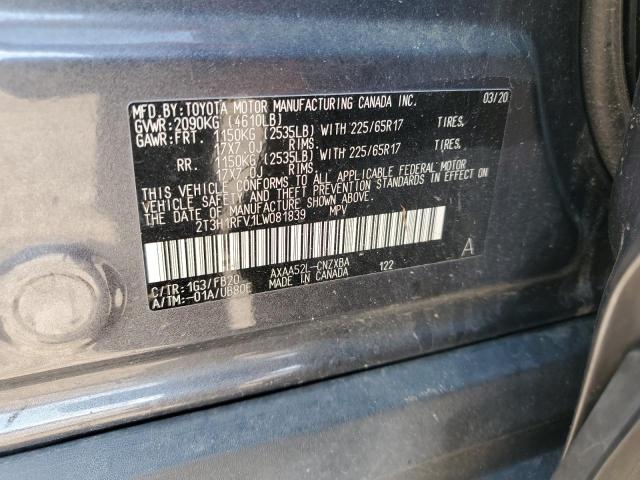 MFD.BY:TOYOTA MOTOR MANUFACTURING CANADA INC. 03/20
GVWR:2090KG (4610LB)
GAWR:FRT. 1150KG (2535LB) WITH 225/65R17 TIRES,
17X7.0J RIMS.
RR. 1150KG (2535LB) WITH 225/65R17 TIRES,
17X7.0J RIMS.
THIS VEHICLE CONFORMS TO ALL APPLICABLE FEDERAL MOTOR
VEHICLE SAFETY AND THEFT PREVENTION STANDARDS IN EFFECT
ON THE DATE OF MANUFACTURE SHOWN ABOVE.
2T3H1RFV1LW081839 MPV
C/TR:1G3/FB20 AXAA52L-CNZXBA 122 A
A/TM:-01A/UB80E MADE IN CANADA